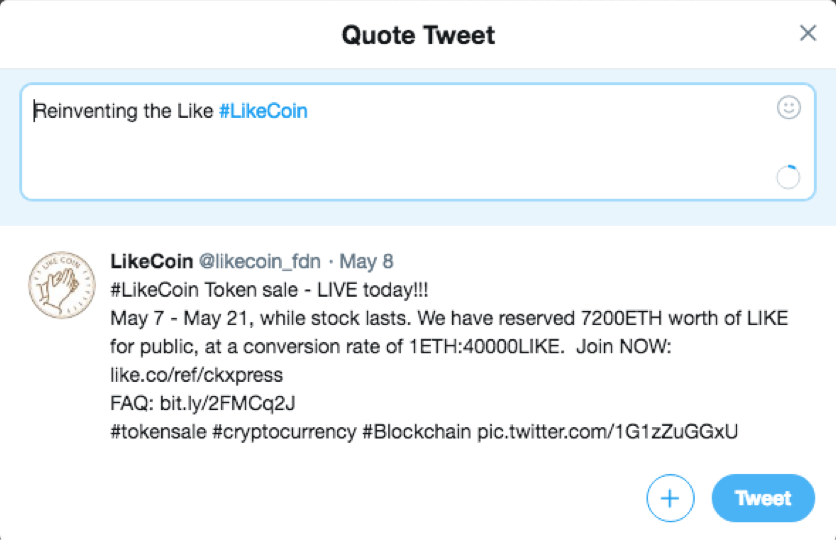 Quote Tweet
Reinventing the Like #LikeCoin
LIKE COIN
LikeCoin @likecoin_fdn · May 8
#LikeCoin Token sale - LIVE today!!!
May 7 - May 21, while stock lasts. We have reserved 7200ETH worth of LIKE
for public, at a conversion rate of 1ETH:40000LIKE.  Join NOW:
like.co/ref/ckxpress
FAQ: bit.ly/2FMCq2J
#tokensale #cryptocurrency #Blockchain pic.twitter.com/1G1zZuGGxU
Tweet